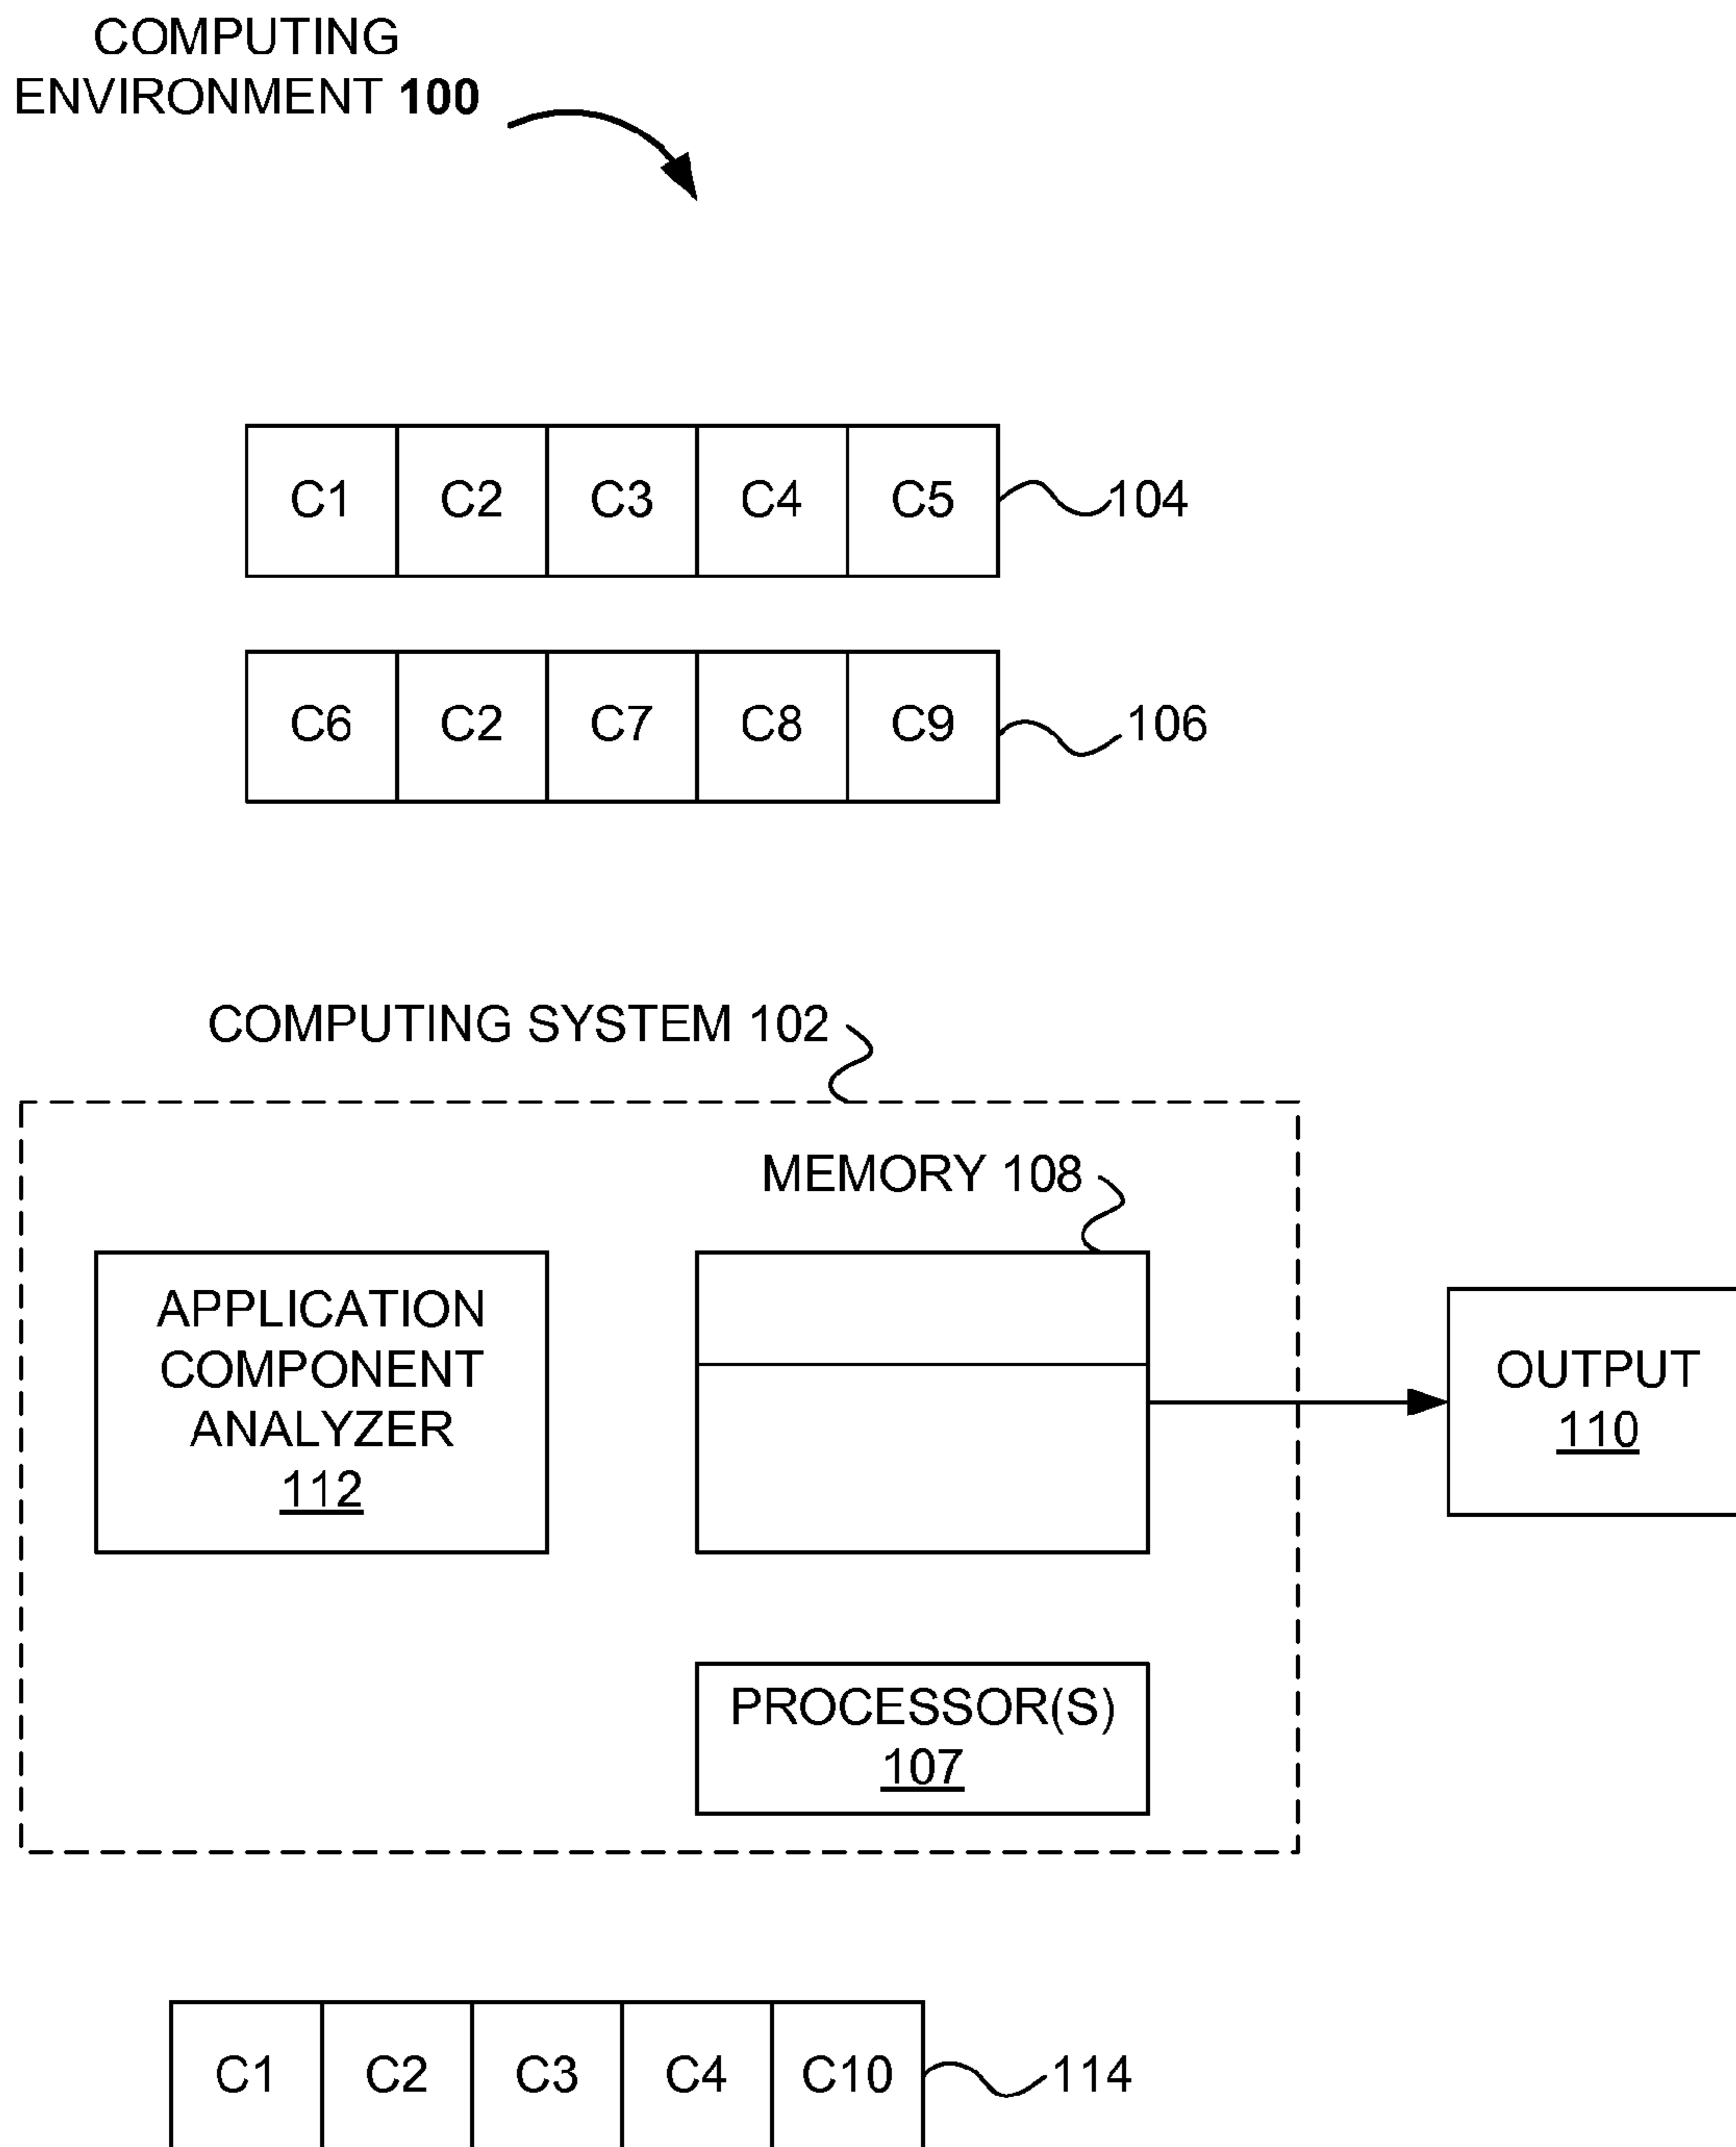 COMPUTING
ENVIRONMENT 100
C1 C2 C3 C4 C5 104
C6 C2 C7 C8 C9 106
COMPUTING SYSTEM 102
MEMORY 108
APPLICATION
COMPONENT
ANALYZER
112
OUTPUT
110
PROCESSOR(S)
107
C1 C2 C3 C4 C10 114